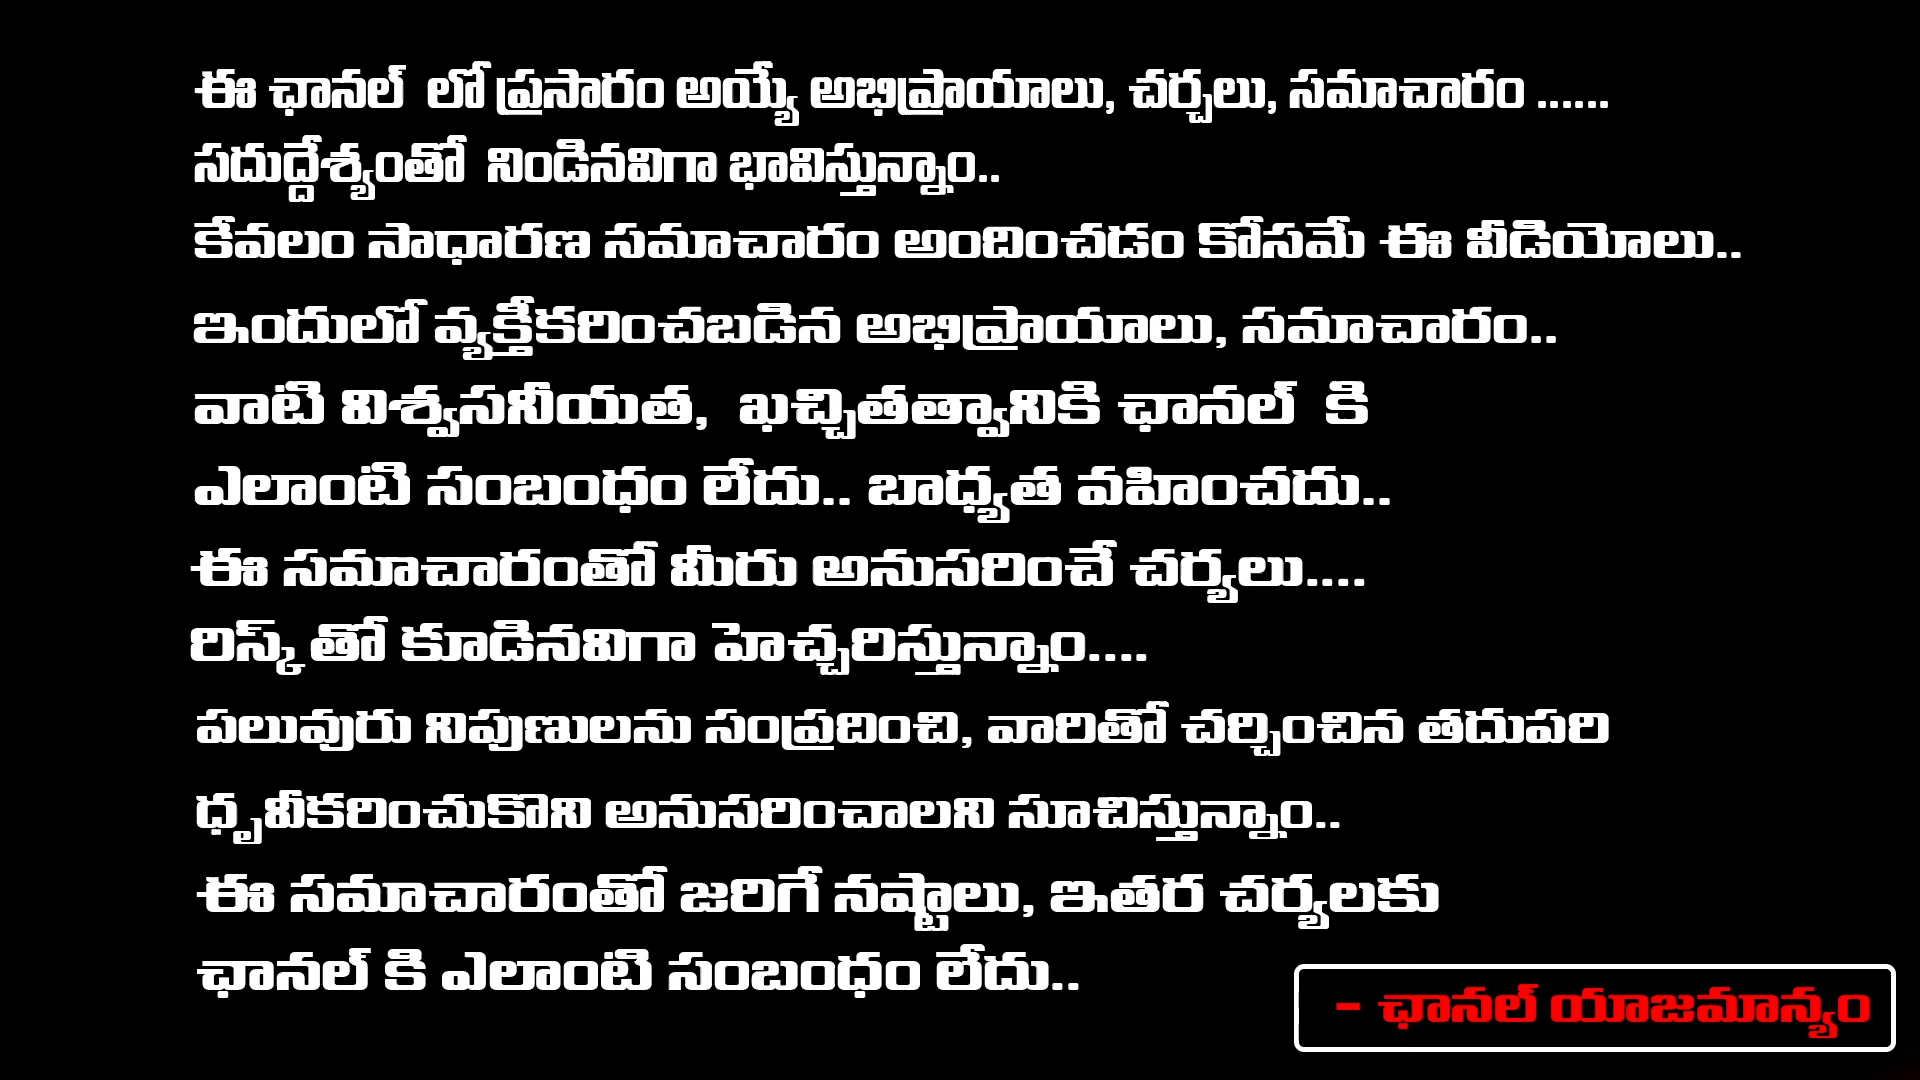 ఈ ఛానల్ లో ప్రసారం అయ్యే అభిప్రాయాలు, చర్చలు, సమాచారం ......
సదుద్దేశ్యంతో నిండినవిగా భావిస్తున్నాం..
కేవలం సాధారణ సమాచారం అందించడం కోసమే ఈ వీడియోలు..
ఇందులో వ్యక్తీకరించబడిన అభిప్రాయాలు, సమాచారం..
వాటి విశ్వసనీయత, ఖచ్చితత్వానికి ఛానల్ కి
ఎలాంటి సంబంధం లేదు.. బాధ్యత వహించదు..
ఈ సమాచారంతో మీరు అనుసరించే చర్యలు....
రిస్క్ తో కూడినవిగా హెచ్చరిస్తున్నాం....
పలువురు నిపుణులను సంప్రదించి, వారితో చర్చించిన తదుపరి
ధృవీకరించుకొని అనుసరించాలని సూచిస్తున్నాం..
ఈ సమాచారంతో జరిగే నష్టాలు, ఇతర చర్యలకు
ఛానల్ కి ఎలాంటి సంబంధం లేదు..
- ఛానల్ యాజమాన్యం